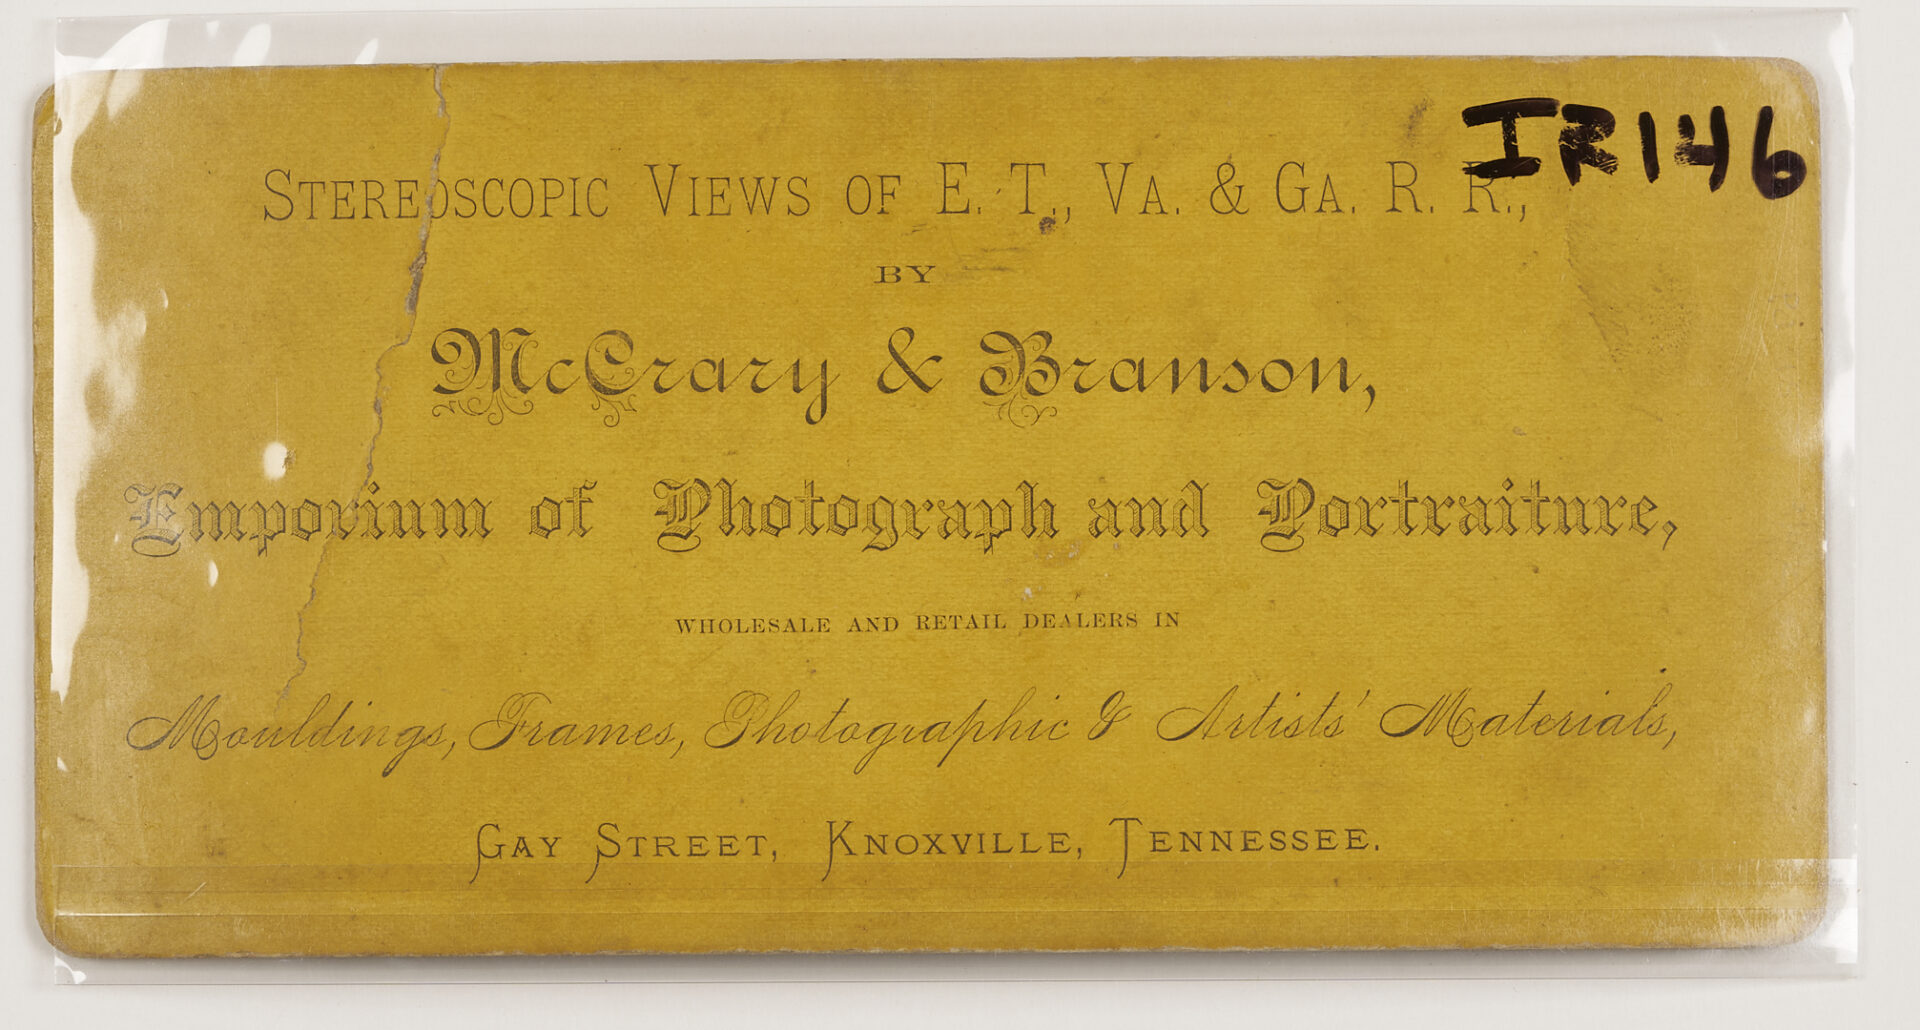 IR146
STEREOSCOPIC VIEWS OF E. T., VA. & GA. R. R.,
BY
McCrary & Branson,
Emporium of Photograph and Portraiture,
WHOLESALE AND RETAIL DEALERS IN
Mouldings, Frames, Photographic & Artists' Materials,
GAY STREET, KNOXVILLE, TENNESSEE.